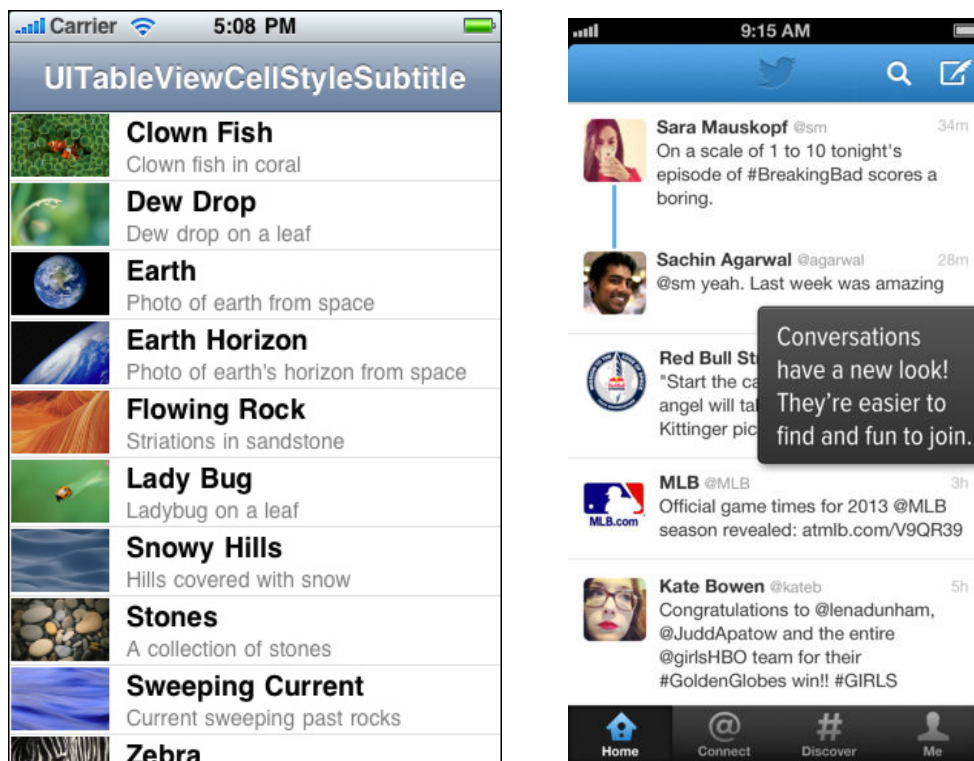 Carrier 5:08 PM
UITableViewCellStyleSubtitle
Clown Fish
Clown fish in coral
Dew Drop
Dew drop on a leaf
Earth
Photo of earth from space
Earth Horizon
Photo of earth's horizon from space
Flowing Rock
Striations in sandstone
Lady Bug
Ladybug on a leaf
Snowy Hills
Hills covered with snow
Stones
A collection of stones
Sweeping Current
Current sweeping past rocks
Zebra
9:15 AM
Sara Mauskopf @sm 34m
On a scale of 1 to 10 tonight's
episode of #BreakingBad scores a
boring.
Sachin Agarwal @agarwal 28m
@sm yeah. Last week was amazing
Conversations
have a new look!
They're easier to
find and fun to join.
Red Bull
"Start the
angel will
Kittinger
MLB @MLB 3h
MLB.com
Official game times for 2013 @MLB
season revealed: atmlb.com/V9QR39
Kate Bowen @kateb 5h
Congratulations to @lenadunham,
@JuddApatow and the entire
@girlsHBO team for their
#GoldenGlobes win!! #GIRLS
@ #
Home Connect Discover Me